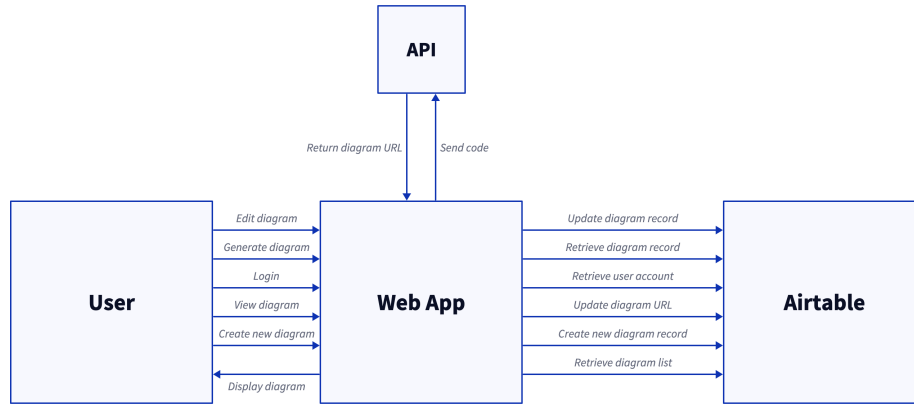 API
Return diagram URL
Send code
User
Edit diagram
Generate diagram
Login
View diagram
Create new diagram
Display diagram
Web App
Update diagram record
Retrieve diagram record
Retrieve user account
Update diagram URL
Create new diagram record
Retrieve diagram list
Airtable